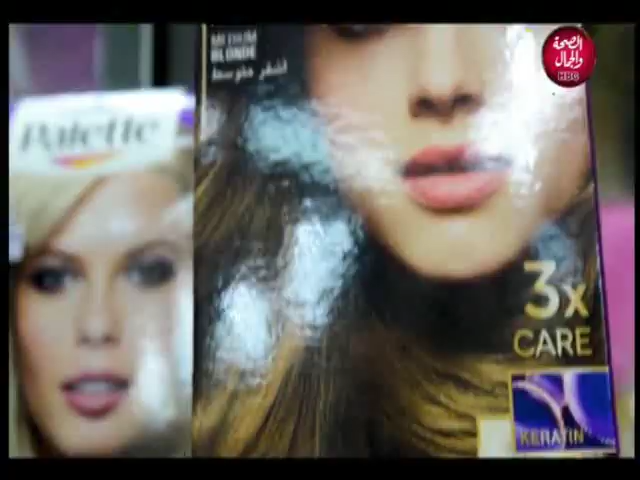 MEDIUM
BLONDE
أشقر متوسط
الصحة
والجمال
HBC
Palette
3x
CARE
KERATIN